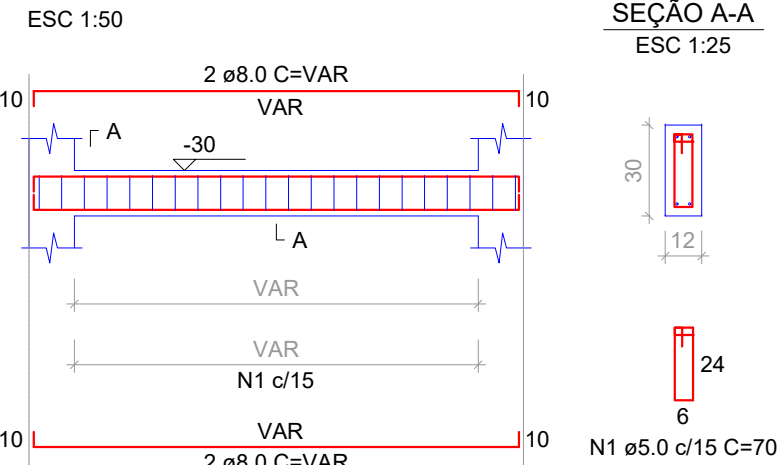 ESC 1:50
SEÇÃO A-A
ESC 1:25
2 ø8.0 C=VAR
10
VAR
10
A
-30
A
VAR
VAR
N1 c/15
10
VAR
10
2 ø8.0 C=VAR
30
12
24
6
N1 ø5.0 c/15 C=70